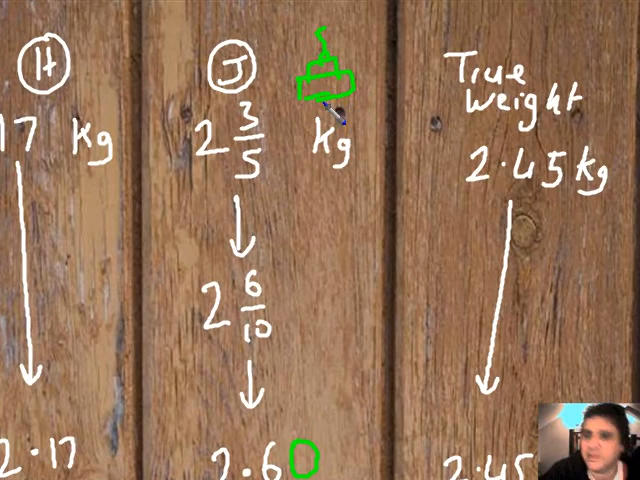 H
17 kg
2.17
J
2 3/5 kg
2 6/10
2.60
True
weight
2.45 kg
2.45